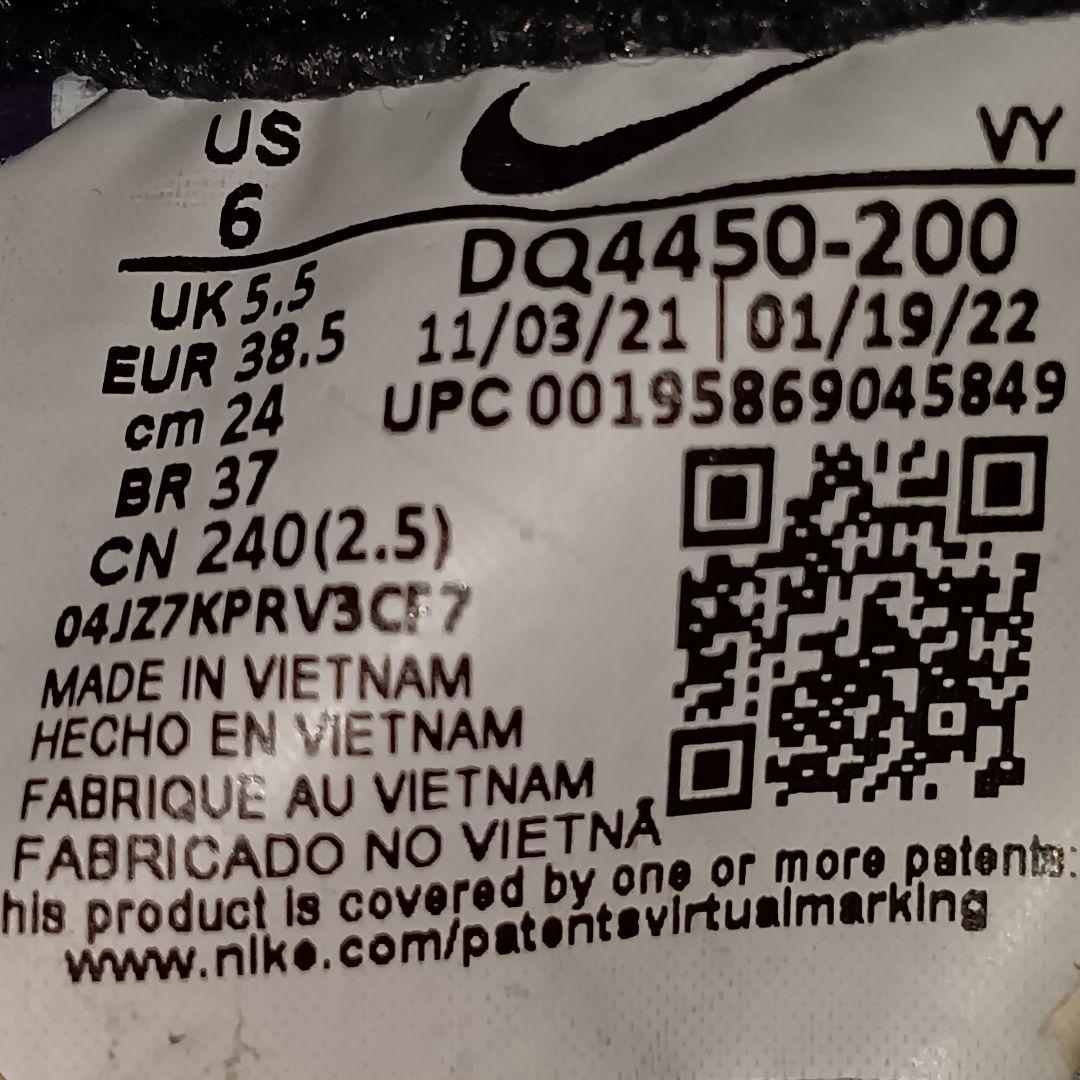 US
6
VY
UK 5.5
EUR 38.5
cm 24
BR 37
CN 240(2.5)
DQ4450-200
11/03/21 | 01/19/22
UPC 00195869045849
04JZ7KPRV3CF7
MADE IN VIETNAM
HECHO EN VIETNAM
FABRIQUE AU VIETNAM
FABRICADO NO VIETNÃ
his product is covered by one or more patents:
www.nike.com/patentsvirtualmarking